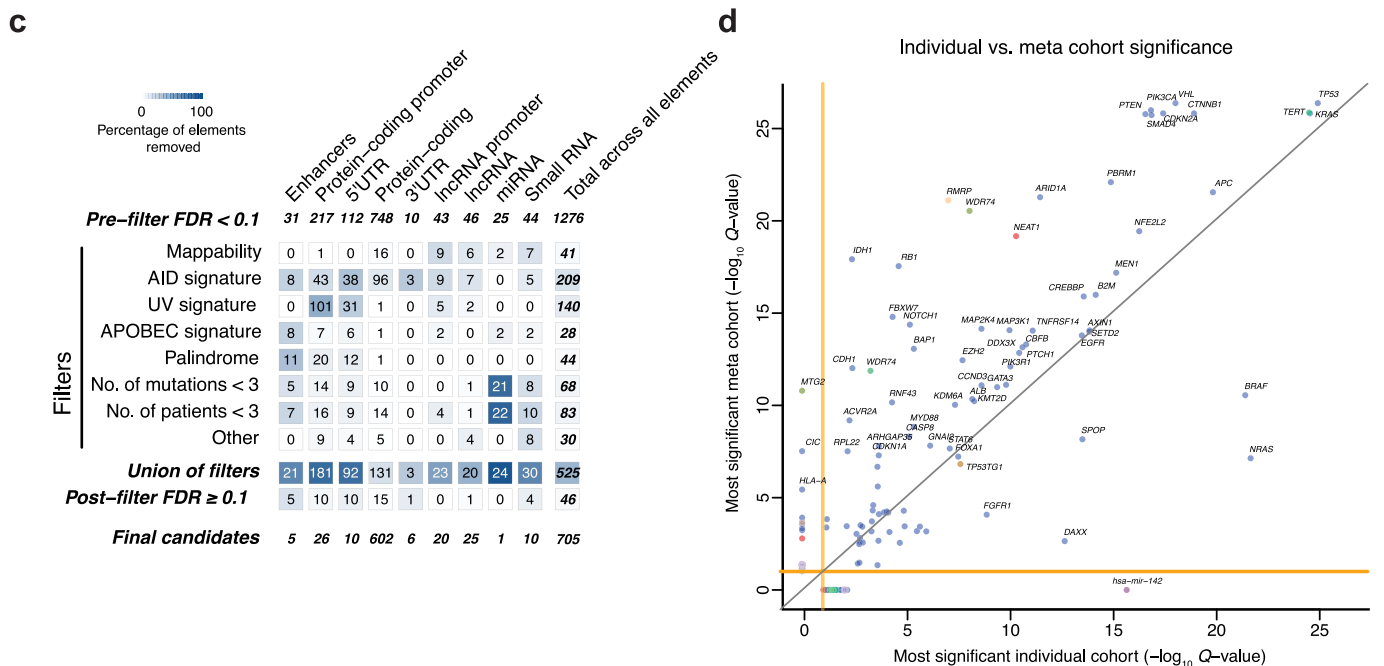 c
0 100
Percentage of elements
removed
Enhancers
Protein–coding promoter
5'UTR
Protein–coding
3'UTR
lncRNA promoter
lncRNA
miRNA
Small RNA
Total across all elements
Pre–filter FDR < 0.1 31 217 112 748 10 43 46 25 44 1276
Filters
Mappability 0 1 0 16 0 9 6 2 7 41
AID signature 8 43 38 96 3 9 7 0 5 209
UV signature 0 101 31 1 0 5 2 0 0 140
APOBEC signature 8 7 6 1 0 2 0 2 2 28
Palindrome 11 20 12 1 0 0 0 0 0 44
No. of mutations < 3 5 14 9 10 0 0 1 21 8 68
No. of patients < 3 7 16 9 14 0 4 1 22 10 83
Other 0 9 4 5 0 0 4 0 8 30
Union of filters 21 181 92 131 3 23 20 24 30 525
Post–filter FDR ≥ 0.1 5 10 10 15 1 0 1 0 4 46
Final candidates 5 26 10 602 6 20 25 1 10 705
d
Individual vs. meta cohort significance
Most significant meta cohort (−log10 Q–value)
25
20
15
10
5
0
TP53
VHL
PIK3CA
PTEN
CTNNB1
CDKN2A
SMAD4
TERT
KRAS
PBRM1
APC
ARID1A
RMRP
WDR74
NEAT1
NFE2L2
IDH1
RB1
MEN1
CREBBP
B2M
FBXW7
NOTCH1
MAP2K4
MAP3K1
TNFRSF14
AXIN1
SETD2
EGFR
BAP1
DDX3X
CBFB
PTCH1
EZH2
PIK3R1
CDH1
WDR74
MTG2
CCND3
GATA3
BRAF
RNF43
KDM6A
ALB
KMT2D
ACVR2A
MYD88
CASP8
SPOP
CIC
RPL22
ARHGAP35
CDKN1A
GNAI2
STAT6
FOXA1
TP53TG1
NRAS
HLA–A
FGFR1
DAXX
hsa–mir–142
0 5 10 15 20 25
Most significant individual cohort (−log10 Q–value)